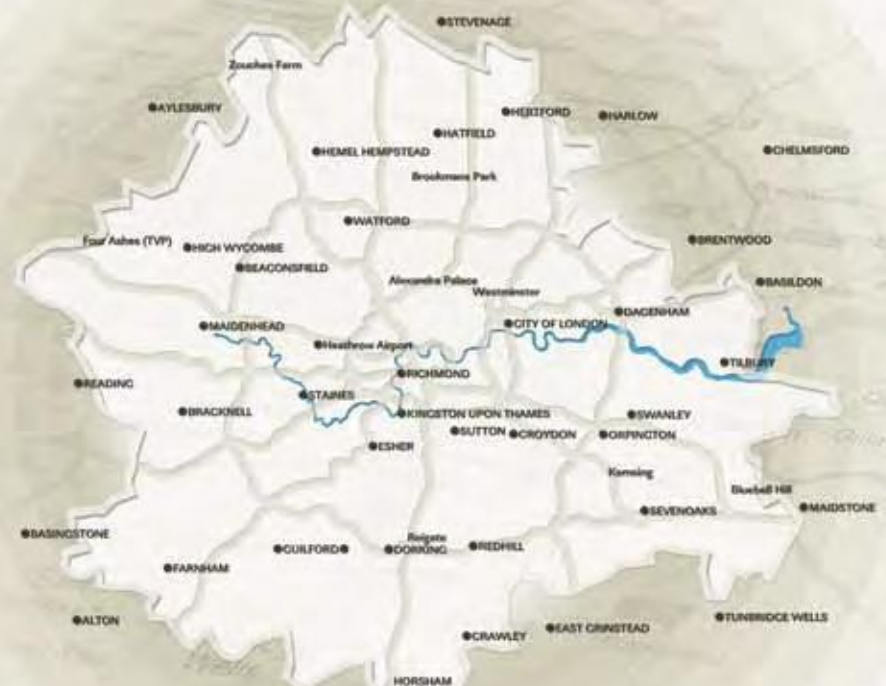 STEVENAGE
Zouches Farm
AYLESBURY
HERTFORD
HARLOW
HATFIELD
CHELMSFORD
HEMEL HEMPSTEAD
Brookmans Park
WATFORD
Four Ashes (TVP)
HIGH WYCOMBE
BRENTWOOD
BEACONSFIELD
Alexandra Palace
BASILDON
Westminster
DAGENHAM
MAIDENHEAD
CITY OF LONDON
Heathrow Airport
TILBURY
RICHMOND
READING
STAINES
BRACKNELL
KINGSTON UPON THAMES
SWANLEY
SUTTON
CROYDON
ORPINGTON
ESHER
Kemsing
Bluebell Hill
SEVENOAKS
MAIDSTONE
BASINGSTONE
Reigate
GUILFORD
DORKING
REDHILL
FARNHAM
ALTON
EAST GRINSTEAD
TUNBRIDGE WELLS
CRAWLEY
HORSHAM